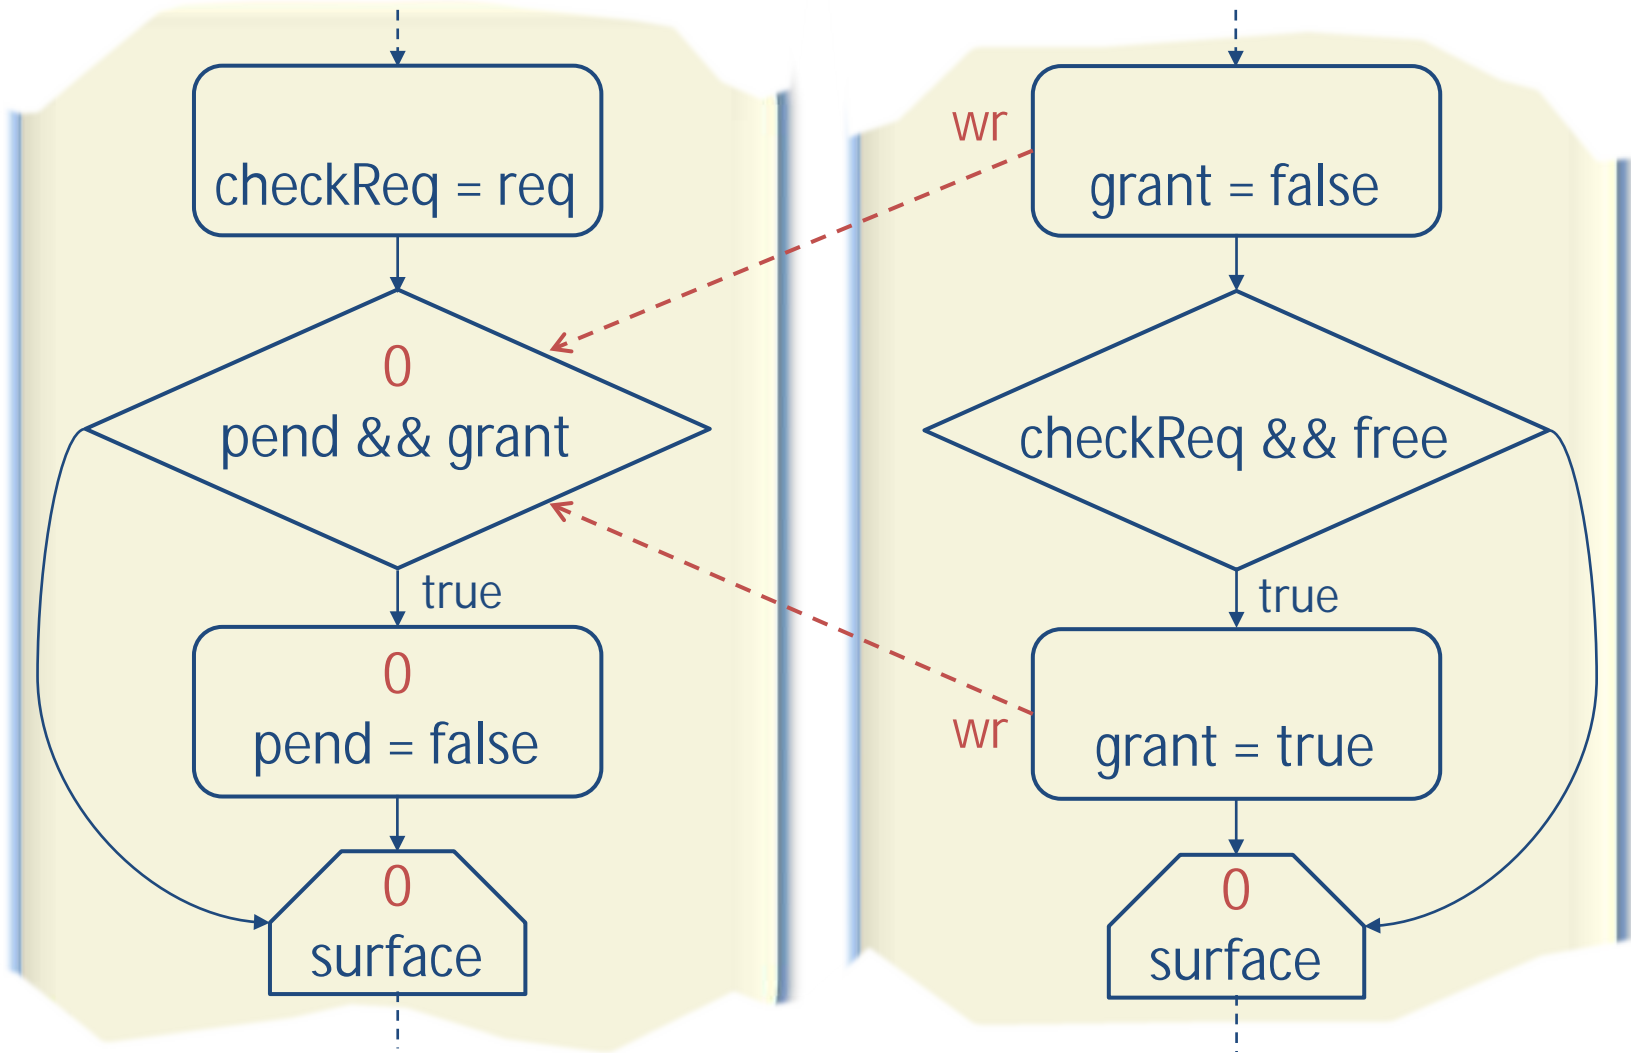 checkReq = req
0
pend && grant
true
0
pend = false
0
surface
wr
grant = false
checkReq && free
true
wr
grant = true
0
surface